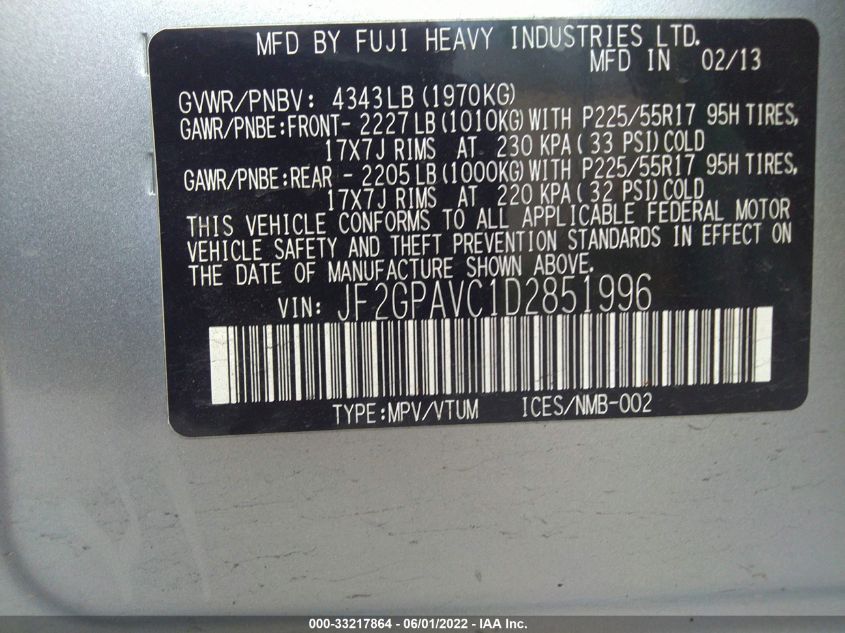 MFD BY FUJI HEAVY INDUSTRIES LTD.
MFD IN 02/13
GVWR/PNBV: 4343LB(1970KG)
GAWR/PNBE:FRONT- 2227LB(1010KG)WITH P225/55R17 95H TIRES,
17X7J RIMS AT 230 KPA(33 PSI)COLD
GAWR/PNBE:REAR - 2205LB(1000KG)WITH P225/55R17 95H TIRES,
17X7J RIMS AT 220 KPA(32 PSI)COLD
THIS VEHICLE CONFORMS TO ALL APPLICABLE FEDERAL MOTOR
VEHICLE SAFETY AND THEFT PREVENTION STANDARDS IN EFFECT ON
THE DATE OF MANUFACTURE SHOWN ABOVE.
VIN: JF2GPAVC1D2851996
TYPE:MPV/VTUM ICES/NMB-002
000-33217864 - 06/01/2022 - IAA Inc.